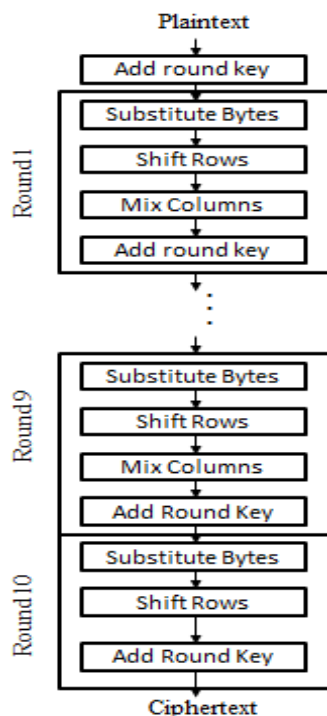 Plaintext
Add round key
Round1
Substitute Bytes
Shift Rows
Mix Columns
Add round key
Round9
Substitute Bytes
Shift Rows
Mix Columns
Add Round Key
Round10
Substitute Bytes
Shift Rows
Add Round Key
Ciphertext